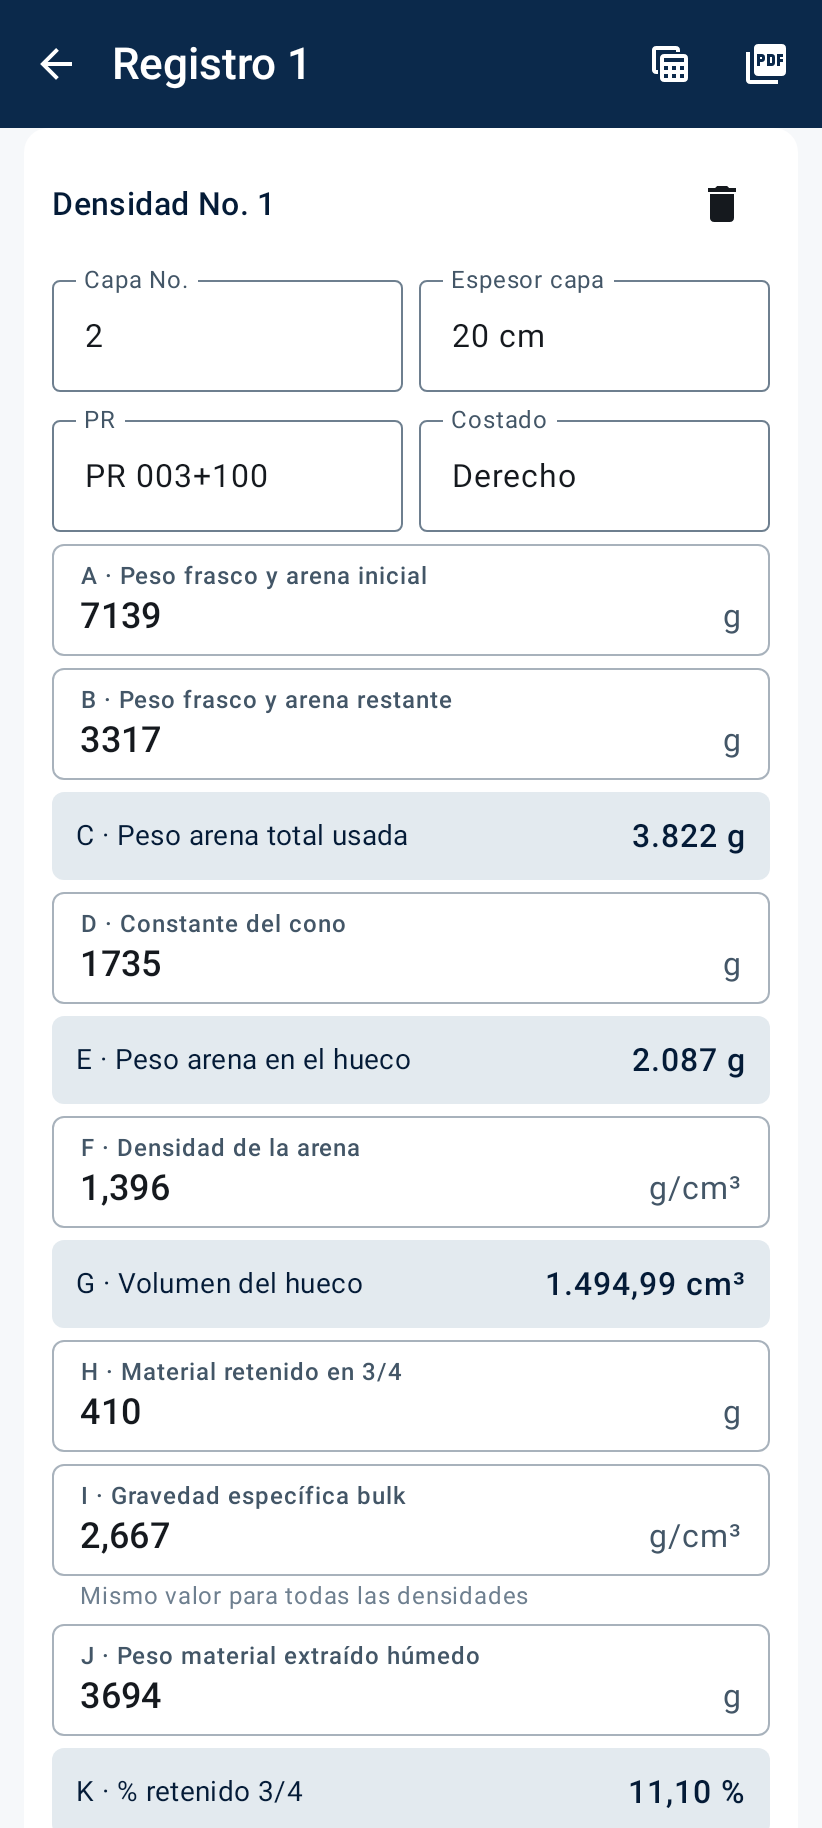 Registro 1
PDF
Densidad No. 1
Capa No.
2
Espesor capa
20 cm
PR
PR 003+100
Costado
Derecho
A · Peso frasco y arena inicial
7139 g
B · Peso frasco y arena restante
3317 g
C · Peso arena total usada 3.822 g
D · Constante del cono
1735 g
E · Peso arena en el hueco 2.087 g
F · Densidad de la arena
1,396 g/cm³
G · Volumen del hueco 1.494,99 cm³
H · Material retenido en 3/4
410 g
I · Gravedad específica bulk
2,667 g/cm³
Mismo valor para todas las densidades
J · Peso material extraído húmedo
3694 g
K · % retenido 3/4 11,10 %